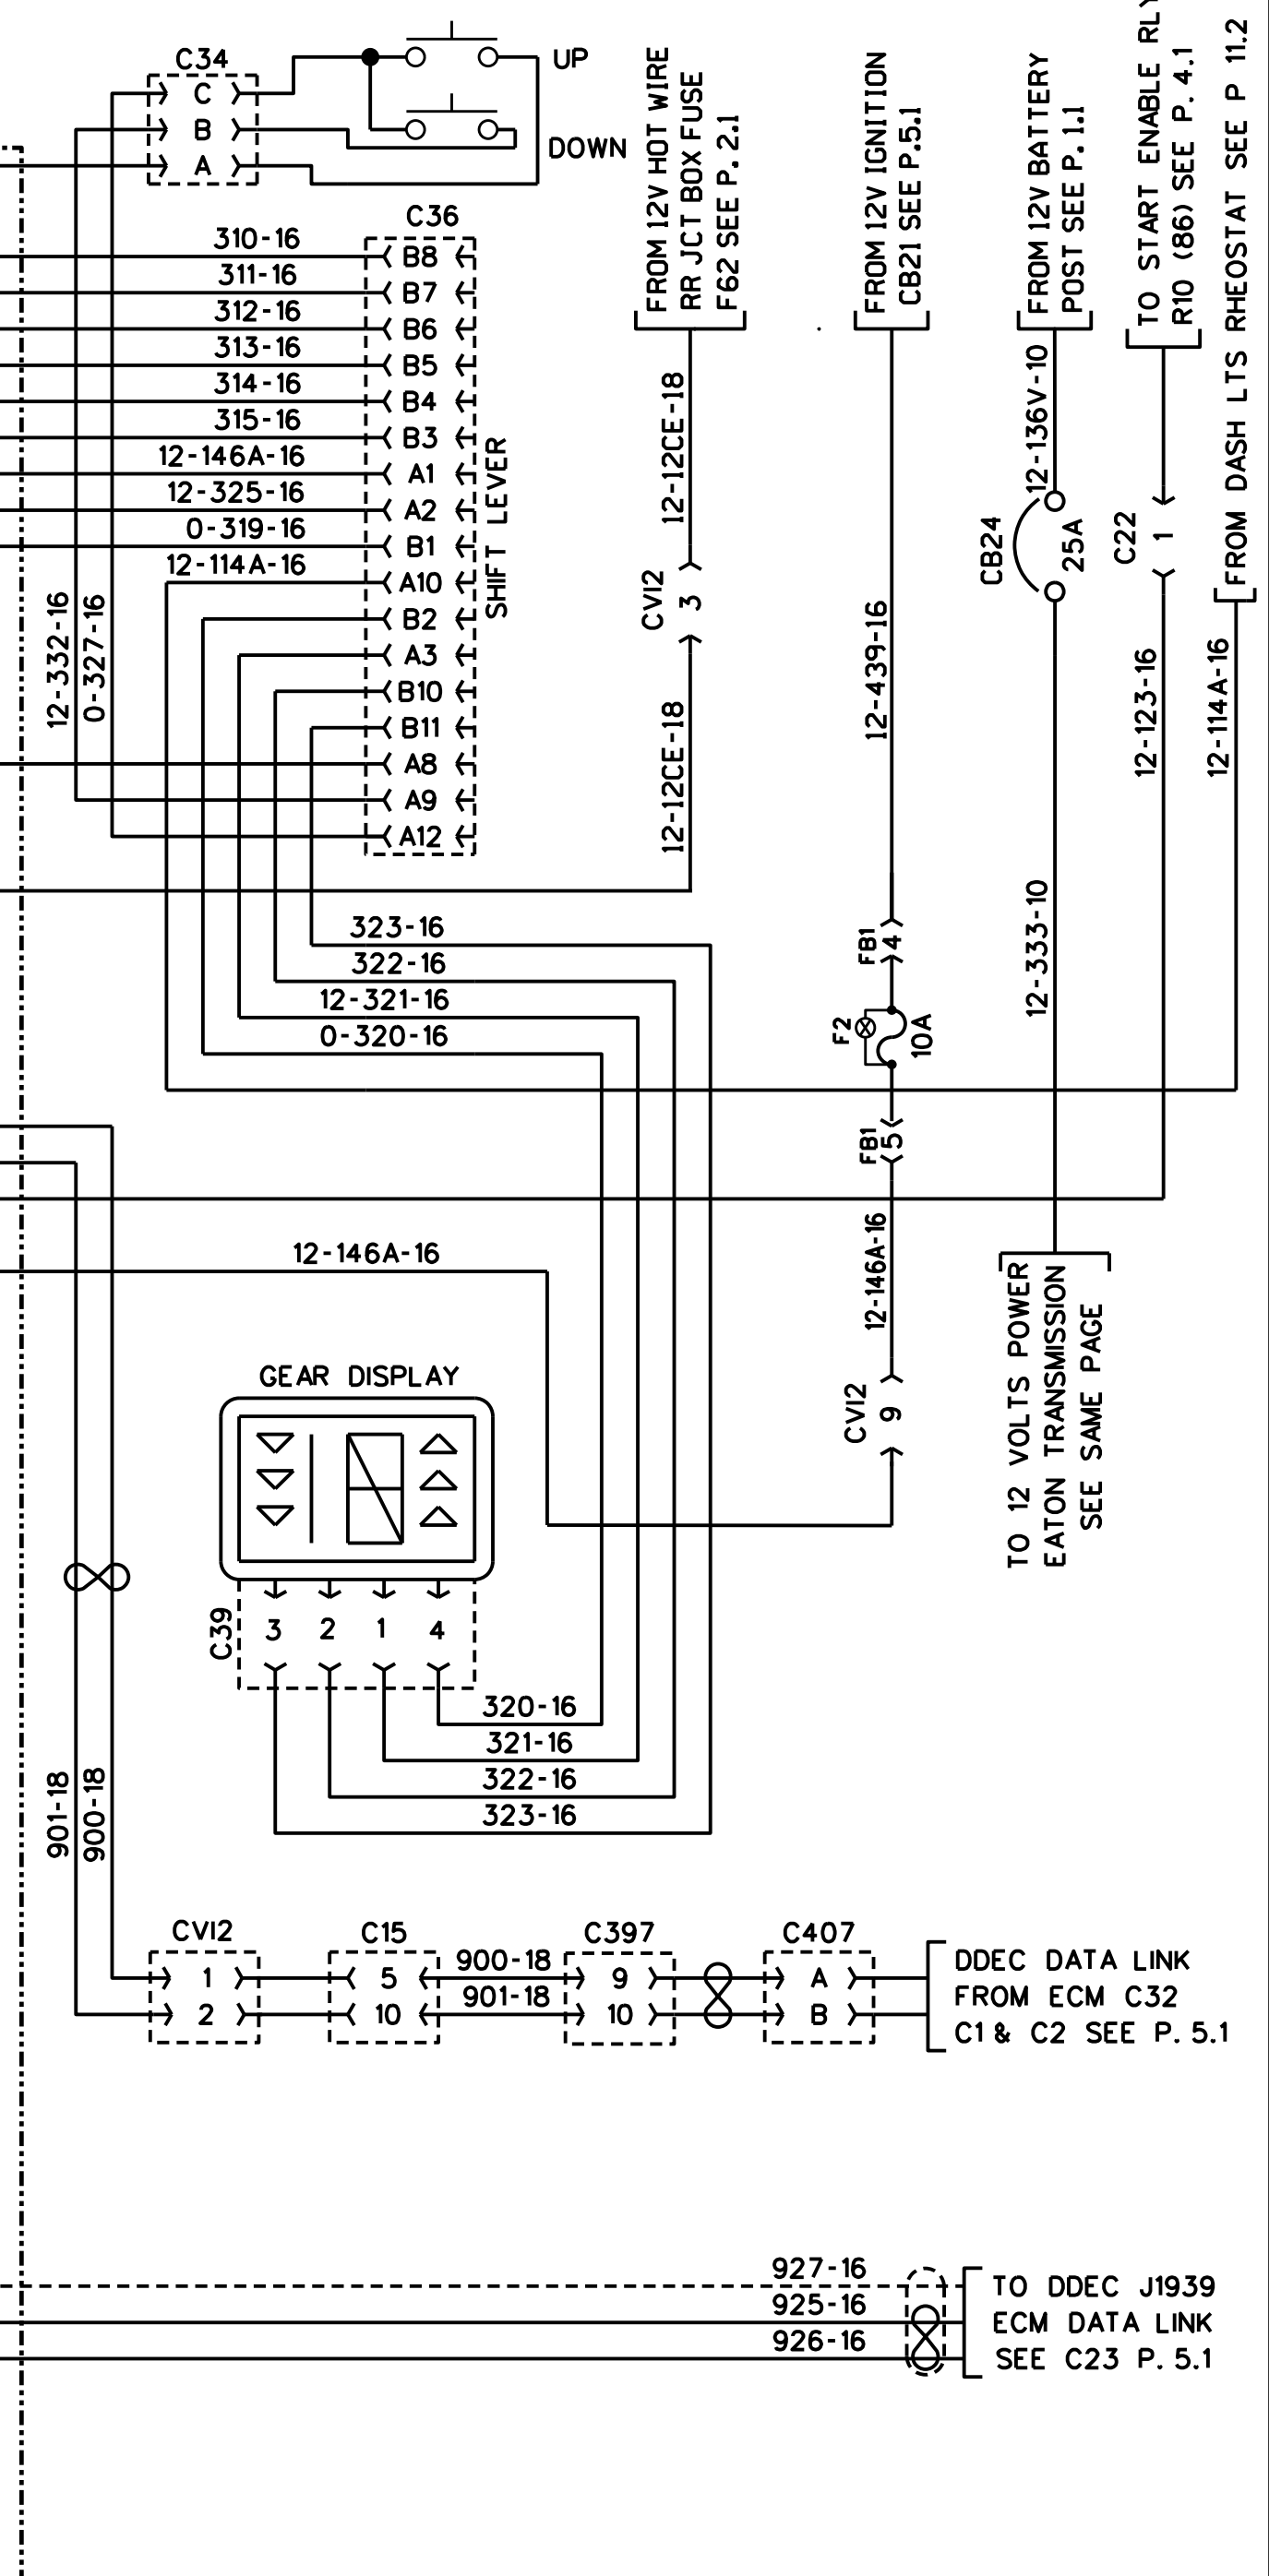 C34
C
B
A
UP
DOWN
C36
310-16
B8
311-16
B7
312-16
B6
313-16
B5
314-16
B4
315-16
B3
12-146A-16
A1
12-325-16
A2
0-319-16
B1
12-114A-16
A10
B2
A3
B10
B11
A8
A9
A12
SHIFT LEVER
12-332-16
0-327-16
FROM 12V HOT WIRE
RR JCT BOX FUSE
F62 SEE P. 2.1
12-12CE-18
CVI2
3
12-12CE-18
FROM 12V IGNITION
CB21 SEE P.5.1
12-439-16
FB1
4
F2
10A
FB1
5
12-146A-16
CVI2
9
FROM 12V BATTERY
POST SEE P. 1.1
12-136V-10
CB24
25A
12-333-10
TO 12 VOLTS POWER
EATON TRANSMISSION
SEE SAME PAGE
TO START ENABLE RLY
R10 (86) SEE P. 4.1
C22
1
12-123-16
FROM DASH LTS RHEOSTAT SEE P 11.2
12-114A-16
323-16
322-16
12-321-16
0-320-16
12-146A-16
GEAR DISPLAY
C39
3
2
1
4
320-16
321-16
322-16
323-16
901-18
900-18
CVI2
1
2
C15
5
10
900-18
901-18
C397
9
10
C407
A
B
DDEC DATA LINK
FROM ECM C32
C1 & C2 SEE P. 5.1
927-16
925-16
926-16
TO DDEC J1939
ECM DATA LINK
SEE C23 P. 5.1